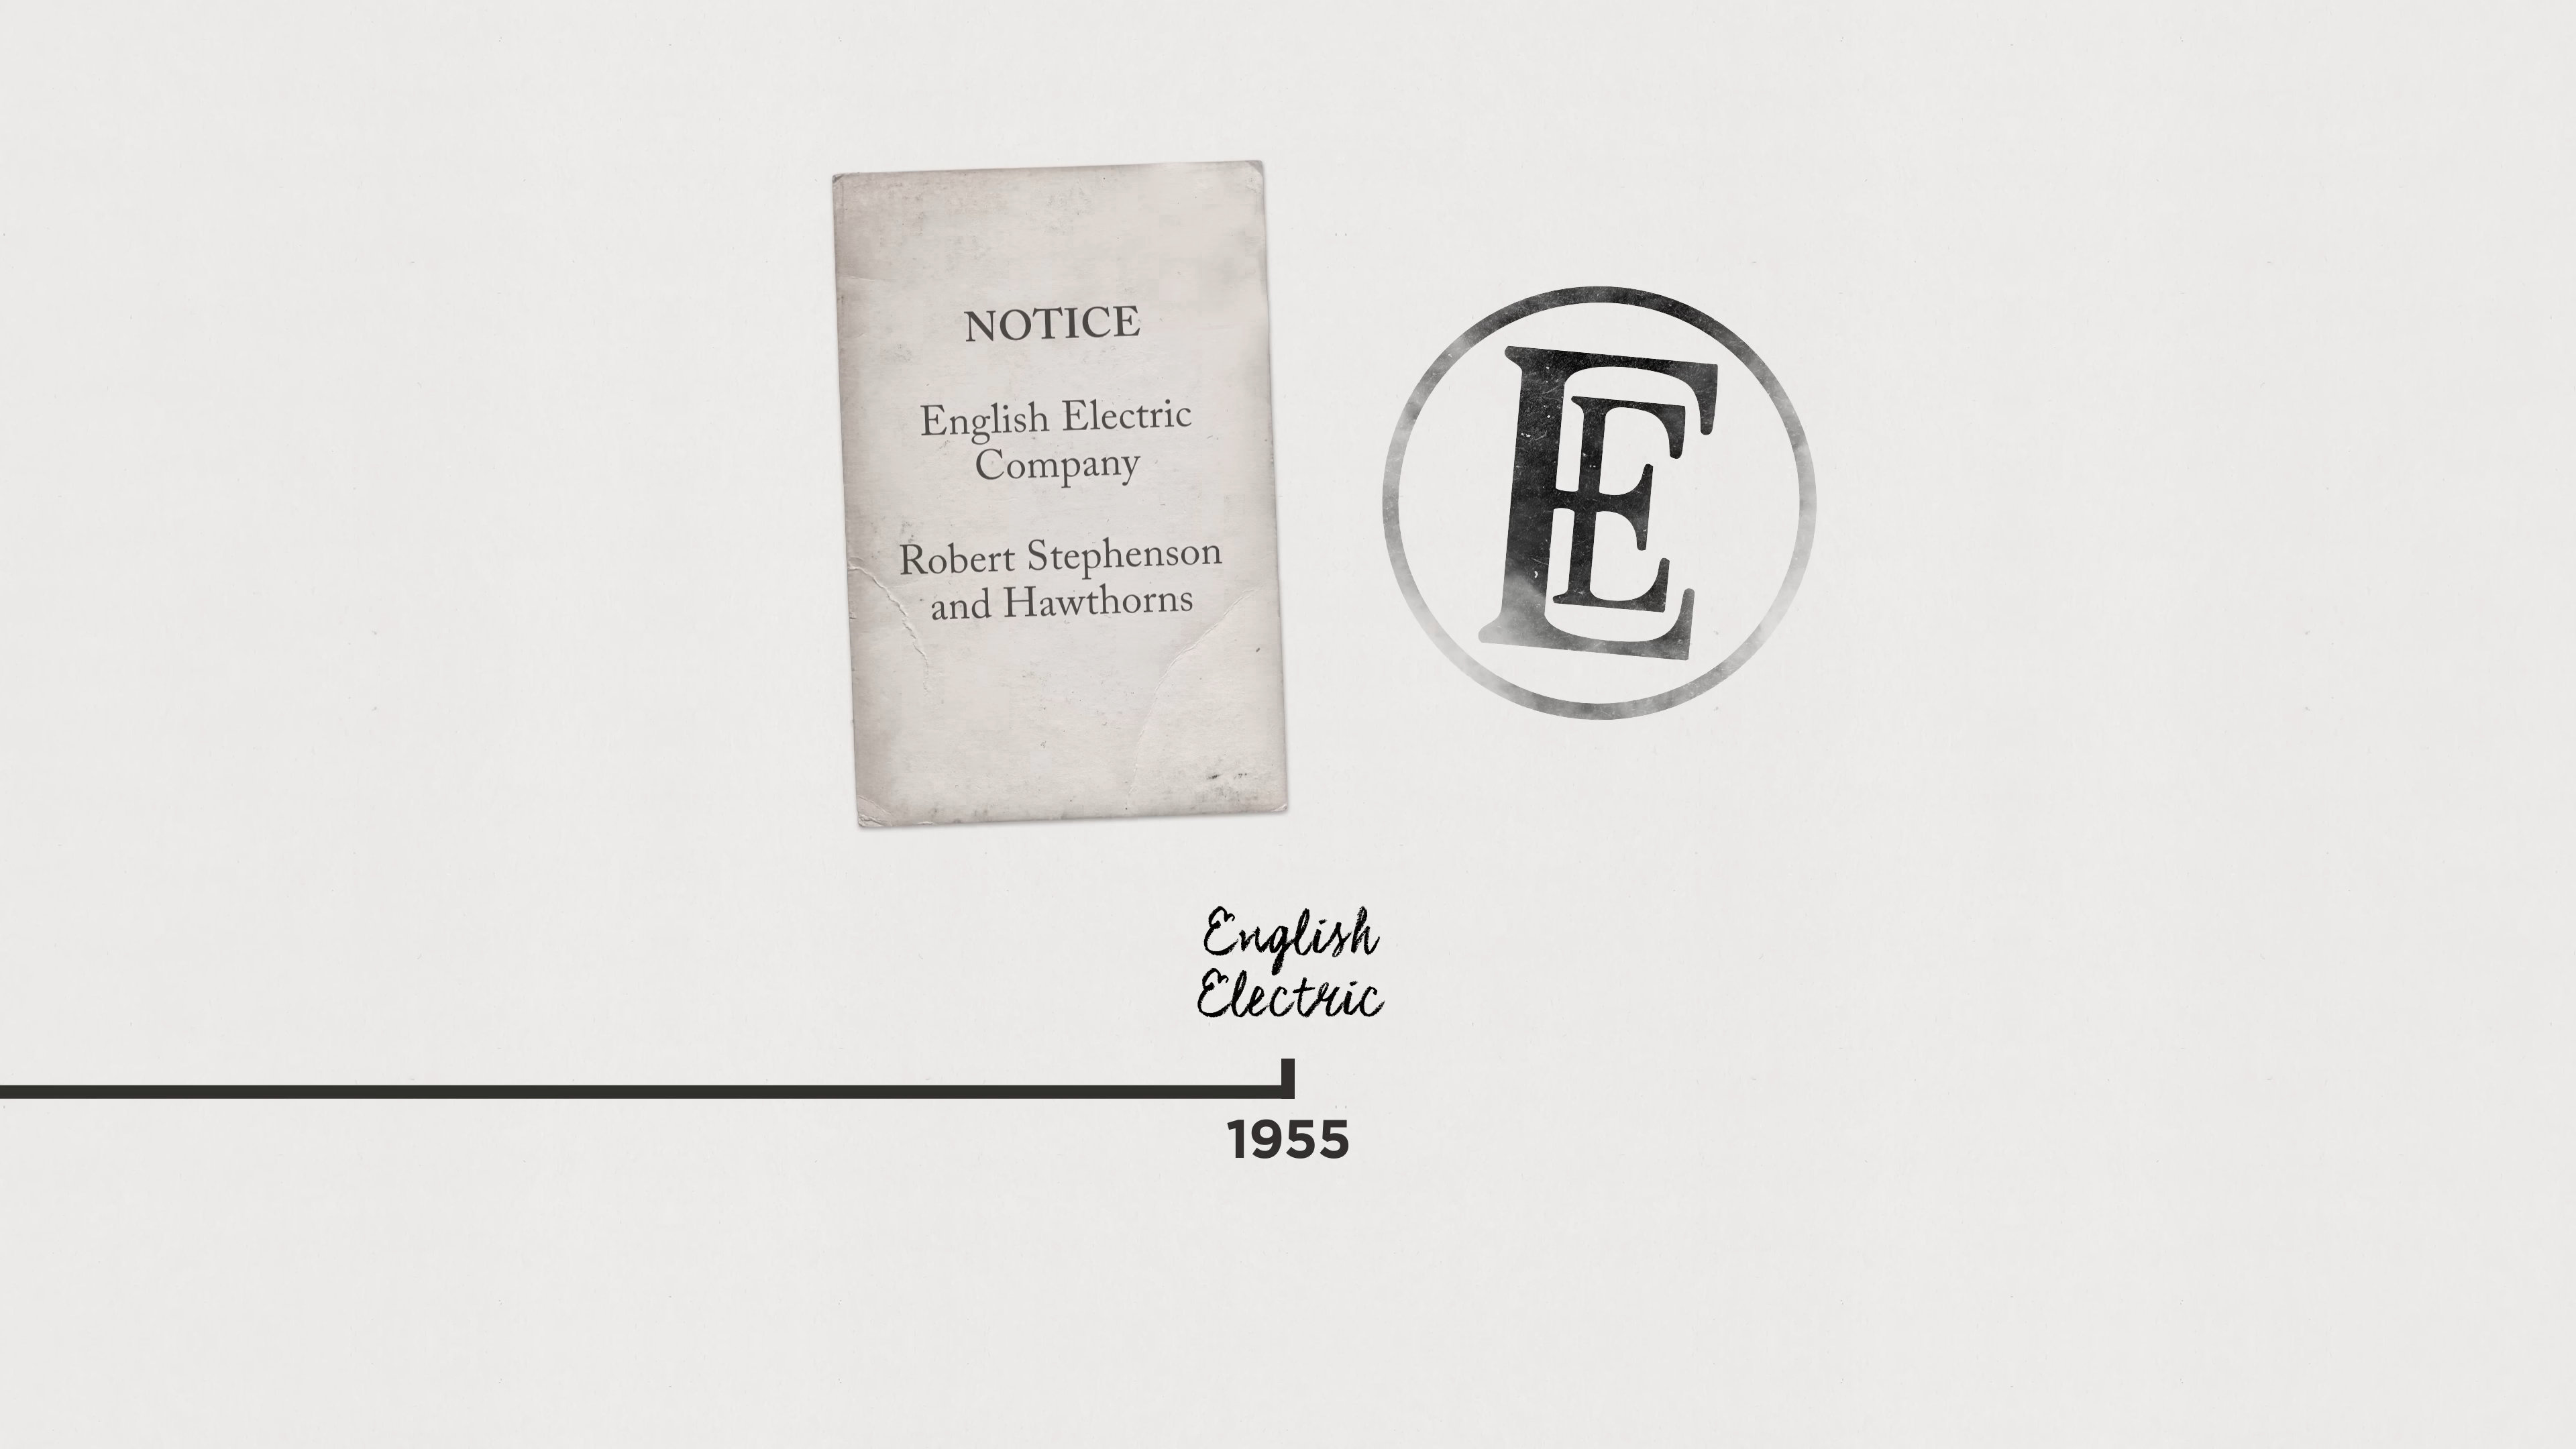 NOTICE
English Electric
Company
Robert Stephenson
and Hawthorns
EE
English
Electric
1955